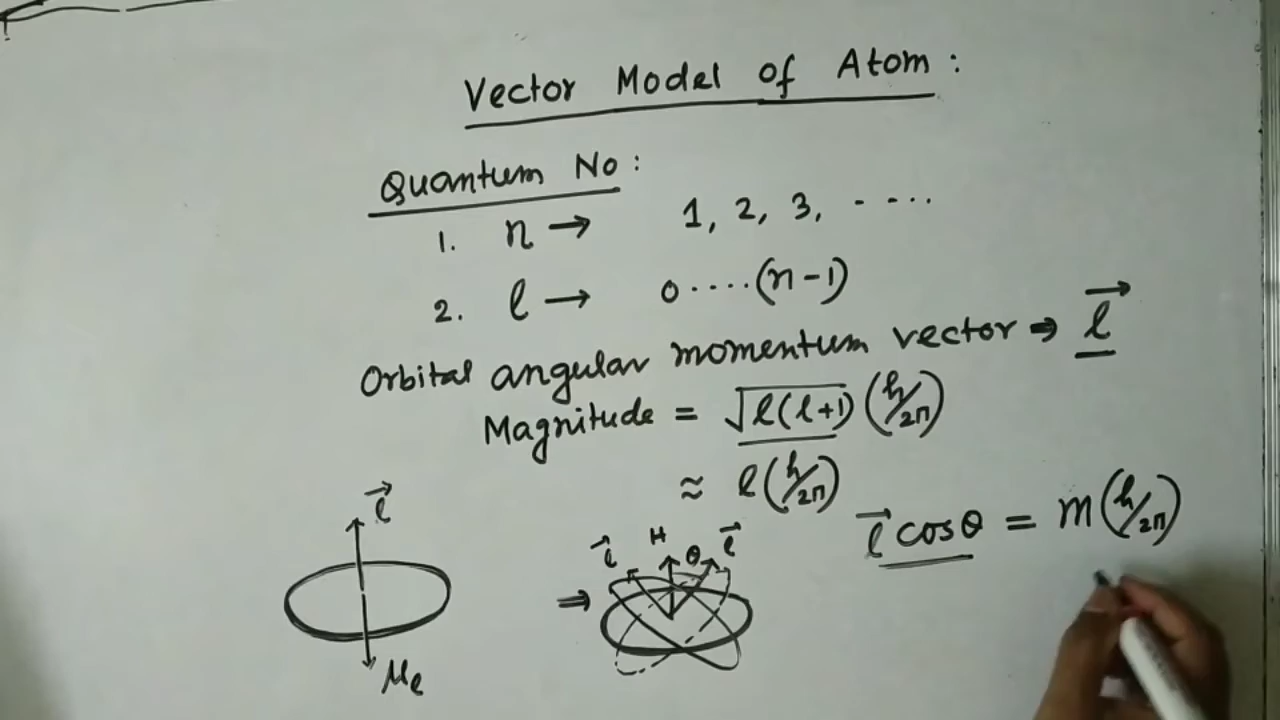 Vector Model of Atom :
Quantum No :
1. n → 1, 2, 3, - - ...
2. l → 0 .... (n-1)
Orbital angular momentum vector ⇒ l⃗
Magnitude = √l(l+1) (h/2π)
≈ l(h/2π)
l⃗ cosθ = m(h/2π)
l⃗
μe
⇒
l⃗ H θ l⃗